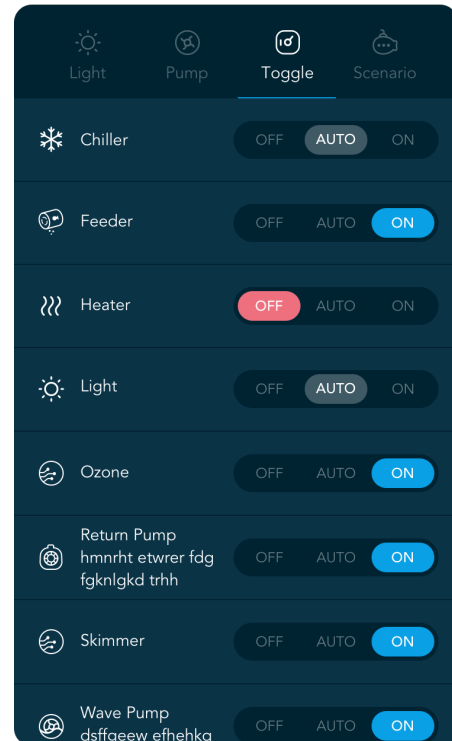 Light Pump Toggle Scenario
Chiller OFF AUTO ON
Feeder OFF AUTO ON
Heater OFF AUTO ON
Light OFF AUTO ON
Ozone OFF AUTO ON
Return Pump
hmnrht etwrer fdg OFF AUTO ON
fgknlgkd trhh
Skimmer OFF AUTO ON
Wave Pump
dsffgeew efhehkg OFF AUTO ON